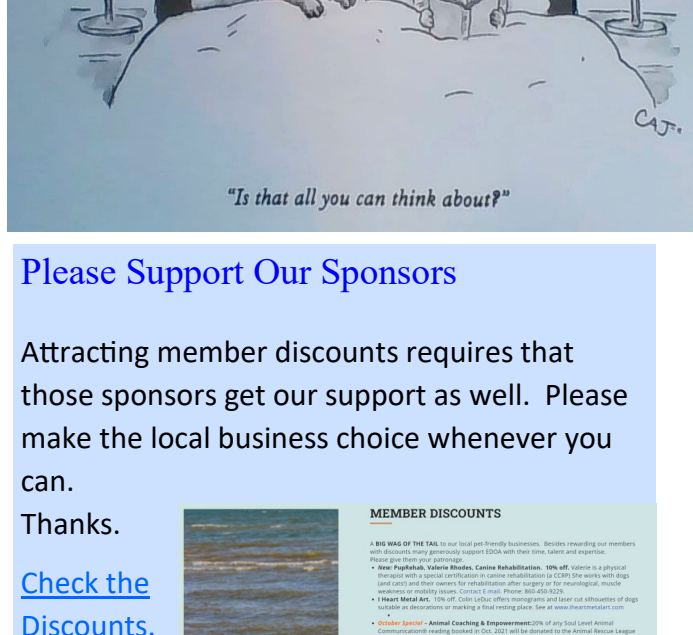 CAJ
“Is that all you can think about?”
Please Support Our Sponsors
Attracting member discounts requires that
those sponsors get our support as well.  Please
make the local business choice whenever you
can.
Thanks.
Check the
Discounts.
MEMBER DISCOUNTS
A BIG WAG OF THE TAIL to our local pet-friendly businesses.  Besides rewarding our members
with discounts many generously support EDOA with their time, talent and expertise.
Please give them your patronage.
• New: PupRehab, Valerie Rhodes, Canine Rehabilitation.  10% off. Valerie is a physical
therapist with a special certification in canine rehabilitation (a CCRP) She works with dogs
(and cats!) and their owners for rehabilitation after surgery or for neurological, muscle
weakness or mobility issues. Contact E-mail. Phone: 860-450-9229.
• I Heart Metal Art.  10% off. Colin LeDuc offers monograms and laser cut silhouettes of dogs
suitable as decorations or marking a final resting place. See at www.iheartmetalart.com
• October Special – Animal Coaching & Empowerment:20% of any Soul Level Animal
Communication® reading booked in Oct. 2021 will be donated to the Animal Rescue League